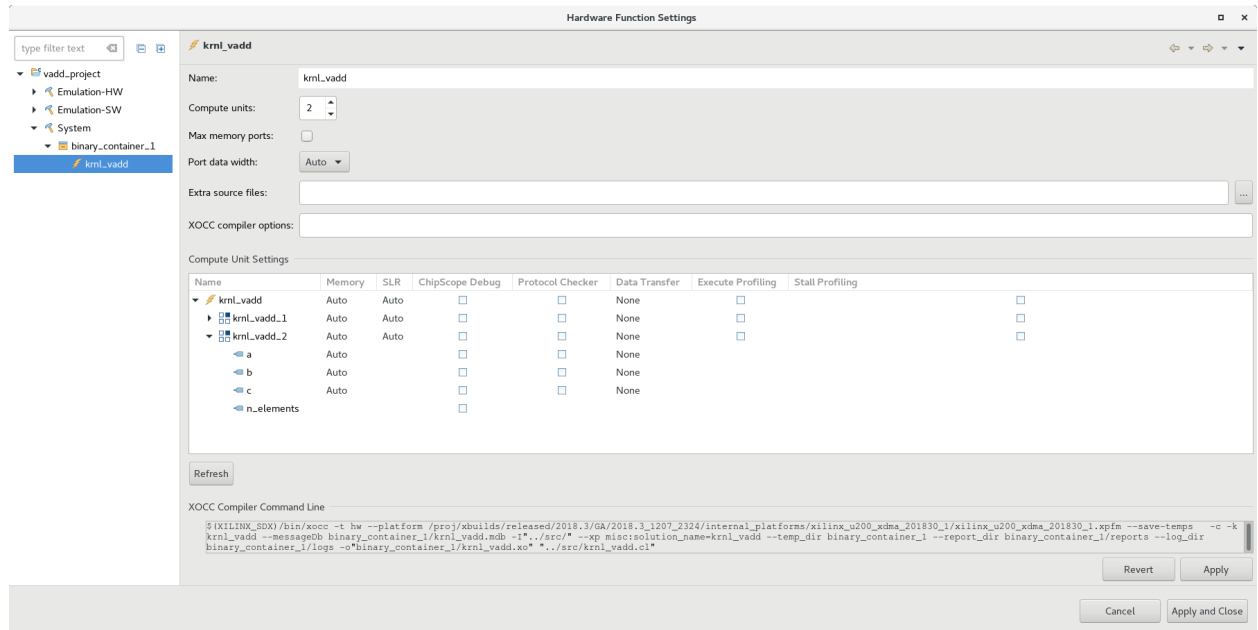 Hardware Function Settings
type filter text
vadd_project
Emulation-HW
Emulation-SW
System
binary_container_1
krnl_vadd
krnl_vadd
Name: krnl_vadd
Compute units: 2
Max memory ports:
Port data width: Auto
Extra source files: ...
XOCC compiler options:
Compute Unit Settings
Name Memory SLR ChipScope Debug Protocol Checker Data Transfer Execute Profiling Stall Profiling
krnl_vadd Auto Auto None
krnl_vadd_1 Auto Auto None
krnl_vadd_2 Auto Auto None
a Auto None
b Auto None
c Auto None
n_elements
Refresh
XOCC Compiler Command Line
${XILINX_SDX}/bin/xocc -t hw --platform /proj/xbuilds/released/2018.3/GA/2018.3_1207_2324/internal_platforms/xilinx_u200_xdma_201830_1/xilinx_u200_xdma_201830_1.xpfm --save-temps -c -k
krnl_vadd --messageDb binary_container_1/krnl_vadd.mdb -I"../src/" --xp misc:solution_name=krnl_vadd --temp_dir binary_container_1 --report_dir binary_container_1/reports --log_dir
binary_container_1/logs -o"binary_container_1/krnl_vadd.xo" "../src/krnl_vadd.cl"
Revert Apply
Cancel Apply and Close